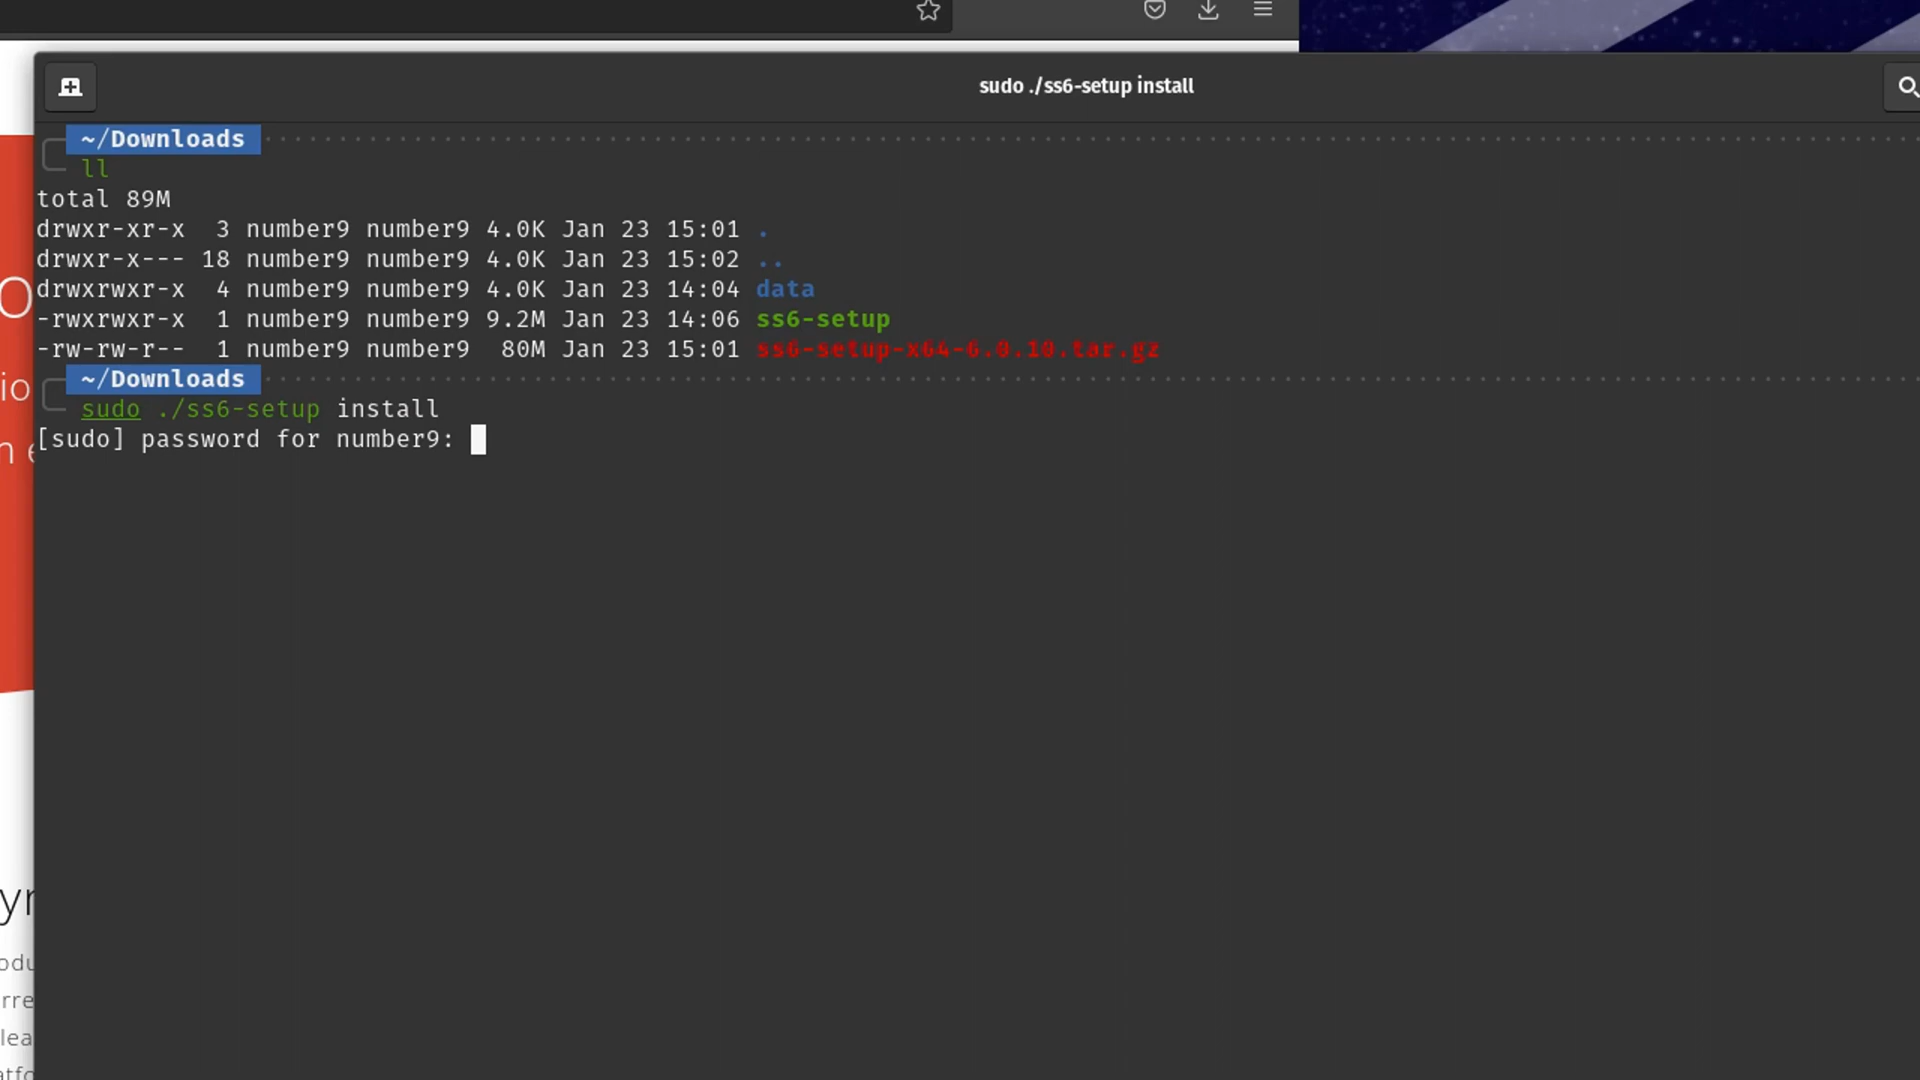 sudo ./ss6-setup install
~/Downloads
ll
total 89M
drwxr-xr-x 3 number9 number9 4.0K Jan 23 15:01 .
drwxr-x--- 18 number9 number9 4.0K Jan 23 15:02 ..
drwxrwxr-x 4 number9 number9 4.0K Jan 23 14:04 data
-rwxrwxr-x 1 number9 number9 9.2M Jan 23 14:06 ss6-setup
-rw-rw-r-- 1 number9 number9 80M Jan 23 15:01 ss6-setup-x64-6.0.10.tar.gz
~/Downloads
sudo ./ss6-setup install
[sudo] password for number9: